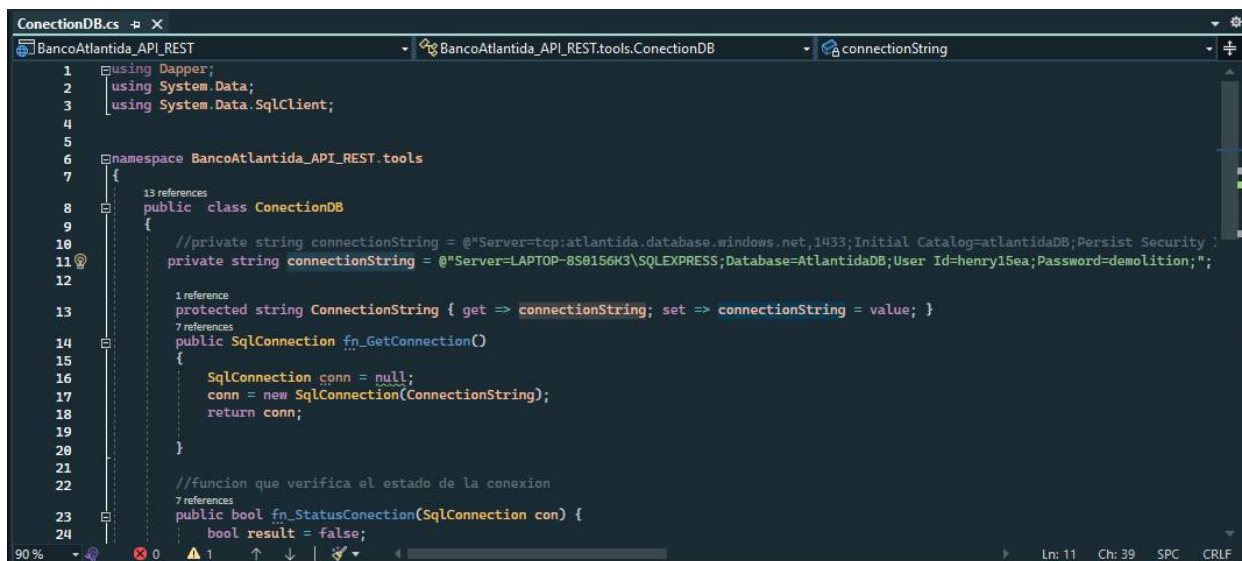 ConectionDB.cs
BancoAtlantida_API_REST BancoAtlantida_API_REST.tools.ConectionDB connectionString
1 using Dapper;
2 using System.Data;
3 using System.Data.SqlClient;
4
5
6 namespace BancoAtlantida_API_REST.tools
7 {
13 references
8 public class ConectionDB
9 {
10 //private string connectionString = @"Server=tcp:atlantida.database.windows.net,1433;Initial Catalog=atlantidaDB;Persist Security
11 private string connectionString = @"Server=LAPTOP-8S0156H3\SQLEXPRESS;Database=AtlantidaDB;User Id=henry15ea;Password=demolition;";
12
1 reference
13 protected string ConnectionString { get => connectionString; set => connectionString = value; }
7 references
14 public SqlConnection fn_GetConnection()
15 {
16 SqlConnection conn = null;
17 conn = new SqlConnection(ConnectionString);
18 return conn;
19
20 }
21
22 //funcion que verifica el estado de la conexion
7 references
23 public bool fn_StatusConection(SqlConnection con) {
24 bool result = false;
90 % 0 1 Ln: 11 Ch: 39 SPC CRLF